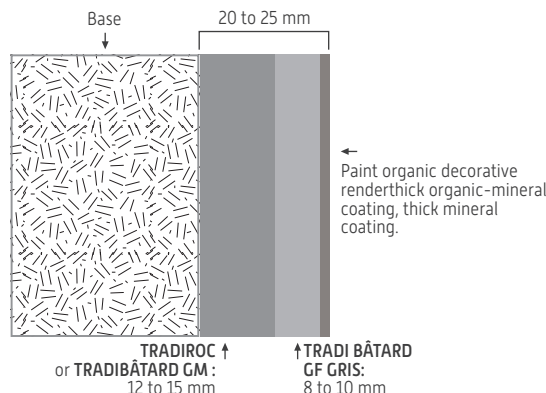 Base
20 to 25 mm
Paint organic decorative
renderthick organic-mineral
coating, thick mineral
coating.
TRADIROC
or TRADIBÂTARD GM :
12 to 15 mm
TRADI BÂTARD
GF GRIS:
8 to 10 mm